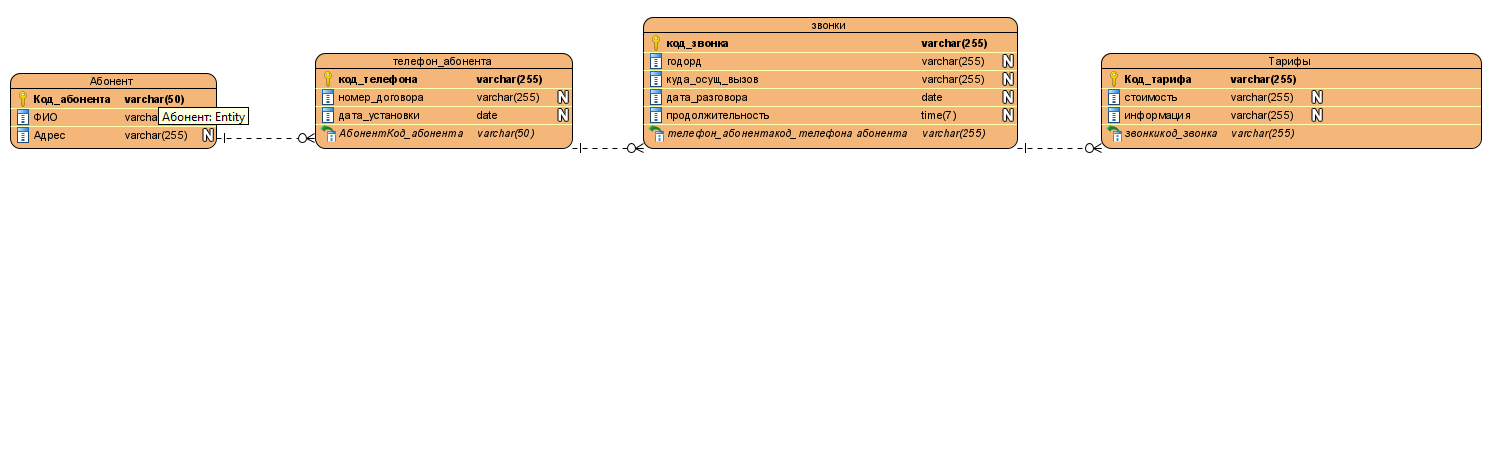 Абонент
Код_абонента varchar(50)
ФИО
Абонент: Entity
Адрес varchar(255) N
телефон_абонента
код_телефона varchar(255)
номер_договора varchar(255) N
дата_установки date N
АбонентКод_абонента varchar(50)
звонки
код_звонка varchar(255)
годорд varchar(255) N
куда_осущ_вызов varchar(255) N
дата_разговора date N
продолжительность time(7) N
телефон_абонентакод_телефона абонента varchar(255)
Тарифы
Код_тарифа varchar(255)
стоимость varchar(255) N
информация varchar(255) N
звонкикод_звонка varchar(255)